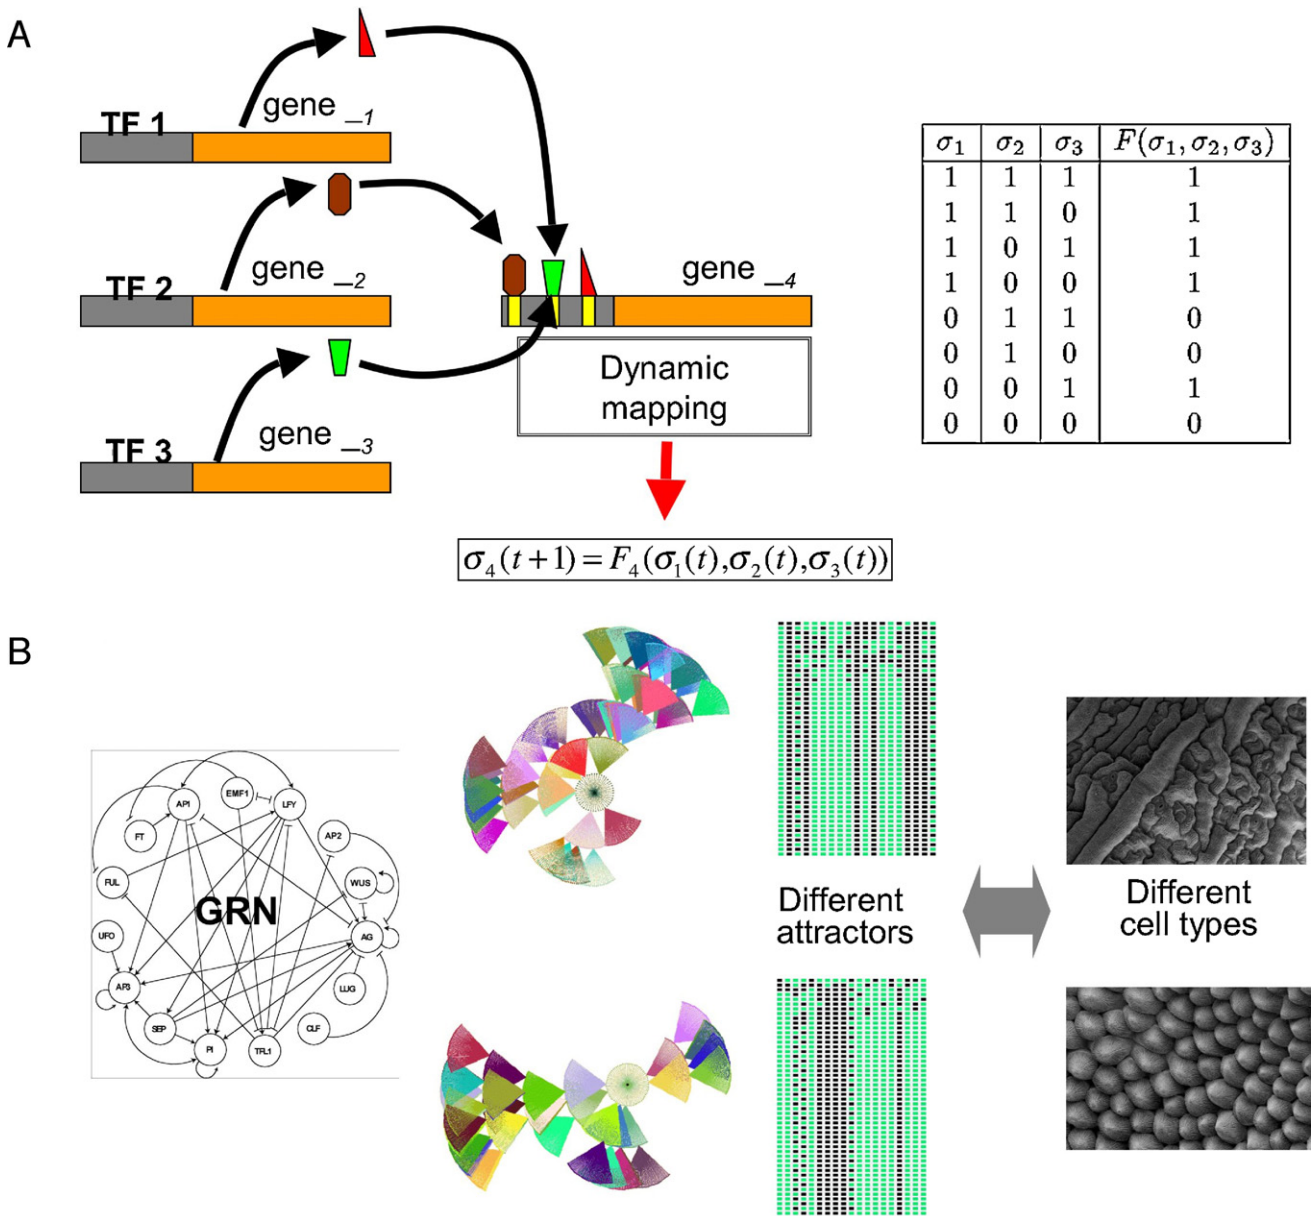 A
TF 1
gene _1
TF 2
gene _2
TF 3
gene _3
gene _4
Dynamic
mapping
σ₄(t+1)=F₄(σ₁(t),σ₂(t),σ₃(t))
σ₁ σ₂ σ₃ F(σ₁, σ₂, σ₃)
1 1 1 1
1 1 0 1
1 0 1 1
1 0 0 1
0 1 1 0
0 1 0 0
0 0 1 1
0 0 0 0
B
EMF1
AP1
LFY
FT
AP2
FUL
WUS
GRN
UFO
AG
AP3
LUG
SEP
CLF
PI
TFL1
Different
attractors
Different
cell types